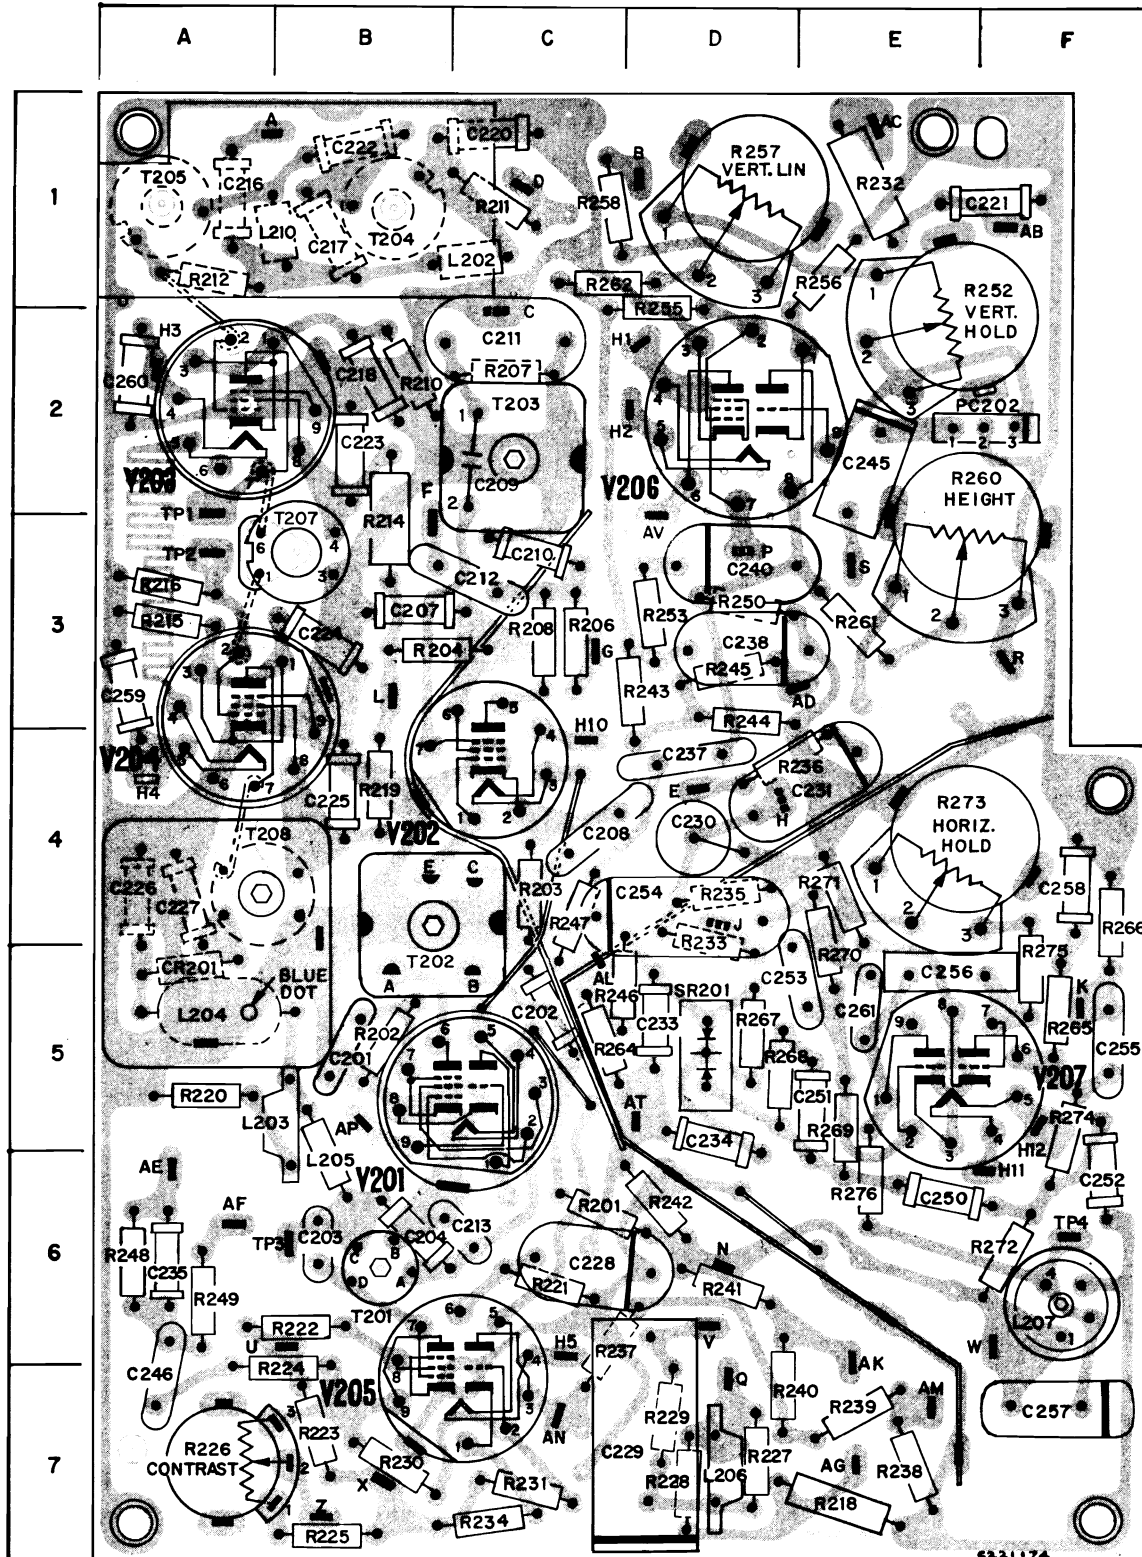 A B C D E F
1
A
C220
C222
B
R257
VERT. LIN
AC
T205
C216
D
R258
R232
C221
L210
C217
T204
R211
AB
L202
R212
R262
R255
R256
R252
VERT.
HOLD
2
H3
C
C211
H1
C260
C218
R210
R207
T203
PC202
H2
C223
C245
V203
C209
V206
R260
HEIGHT
F
TP1
T207
R214
AV
TP2
C210
P
C240
S
R216
C212
R250
3
R215
C207
R208
R206
R253
R261
C224
C238
R204
G
R245
R
C259
L
R243
AD
R244
H10
V204
C237
R236
H4
R219
E
C231
R273
HORIZ.
HOLD
C225
V202
C208
C230
H
4
T208
E C
C226
R203
C254
R235
R271
C258
C227
R247
J
R266
R233
R275
R270
CR201
T202
AL
C253
C256
BLUE
DOT
A B
SR201
K
L204
R202
C202
R246
C233
R267
C261
R265
5
C201
R264
R268
C255
V207
R220
C251
R274
L203
AP
AT
R269
H12
L205
C234
AE
V201
H11
C252
R276
C250
AF
R201
R242
TP3
C203
C204
C213
TP4
6
R248
C B
C228
N
R272
C235
D A
R221
R241
R249
T201
L207
R222
R237
V
U
H5
W
C246
R224
AK
V205
Q
R240
AM
R229
R239
C257
R223
AN
R226
CONTRAST
C229
R227
7
R230
AG
R238
X
R231
R228
L206
R218
Z
R234
R225